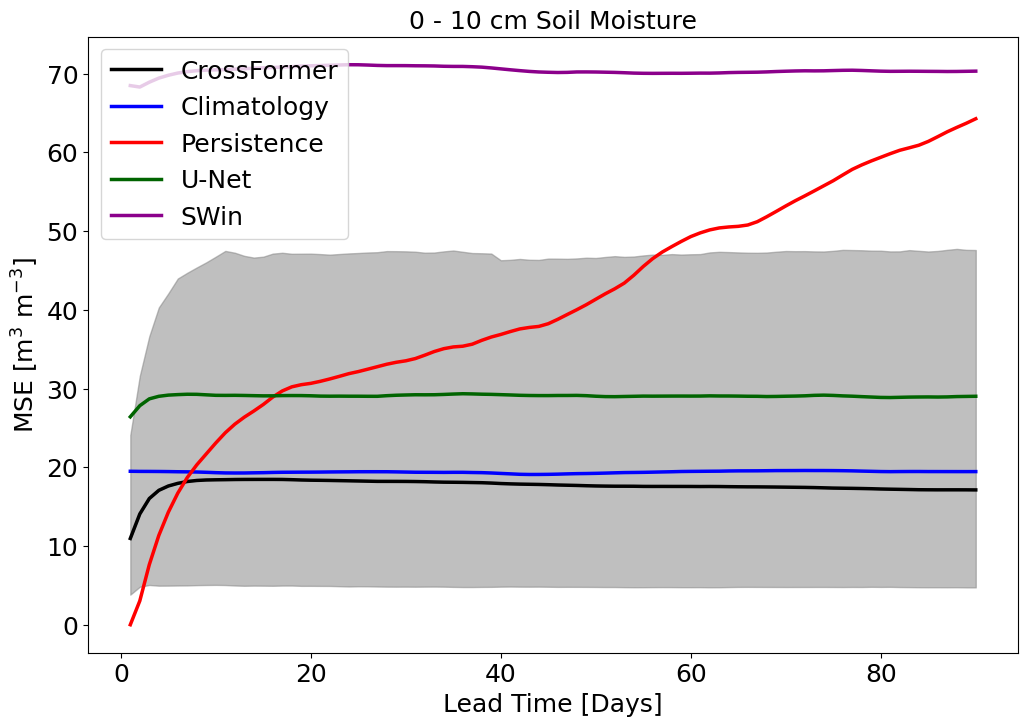 0 - 10 cm Soil Moisture
CrossFormer
Climatology
Persistence
U-Net
SWin
70
60
50
40
30
20
10
0
MSE [m³ m⁻³]
0 20 40 60 80
Lead Time [Days]